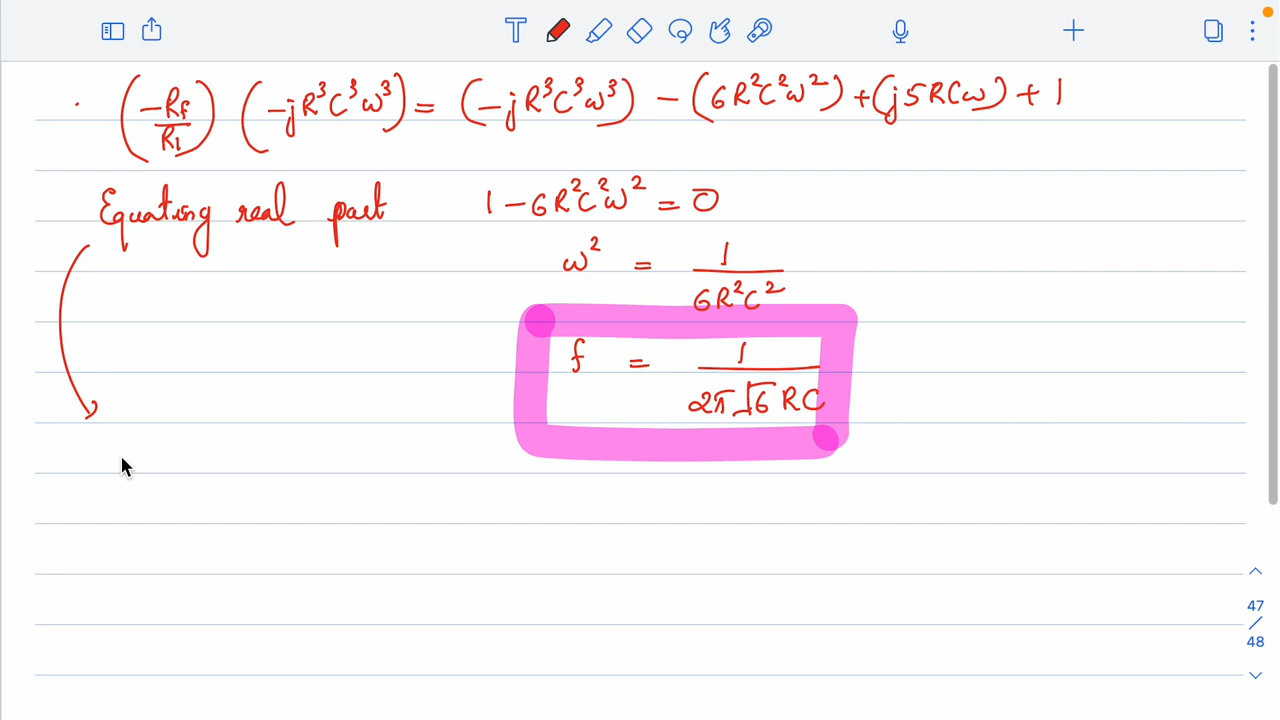 (-Rf/R1) (-jR³C³ω³) = (-jR³C³ω³) - (6R²C²ω²) + (j5RCω) + 1
Equating real part 1 - 6R²C²ω² = 0
ω² = 1/6R²C²
f = 1/2π√6 RC
47
/
48